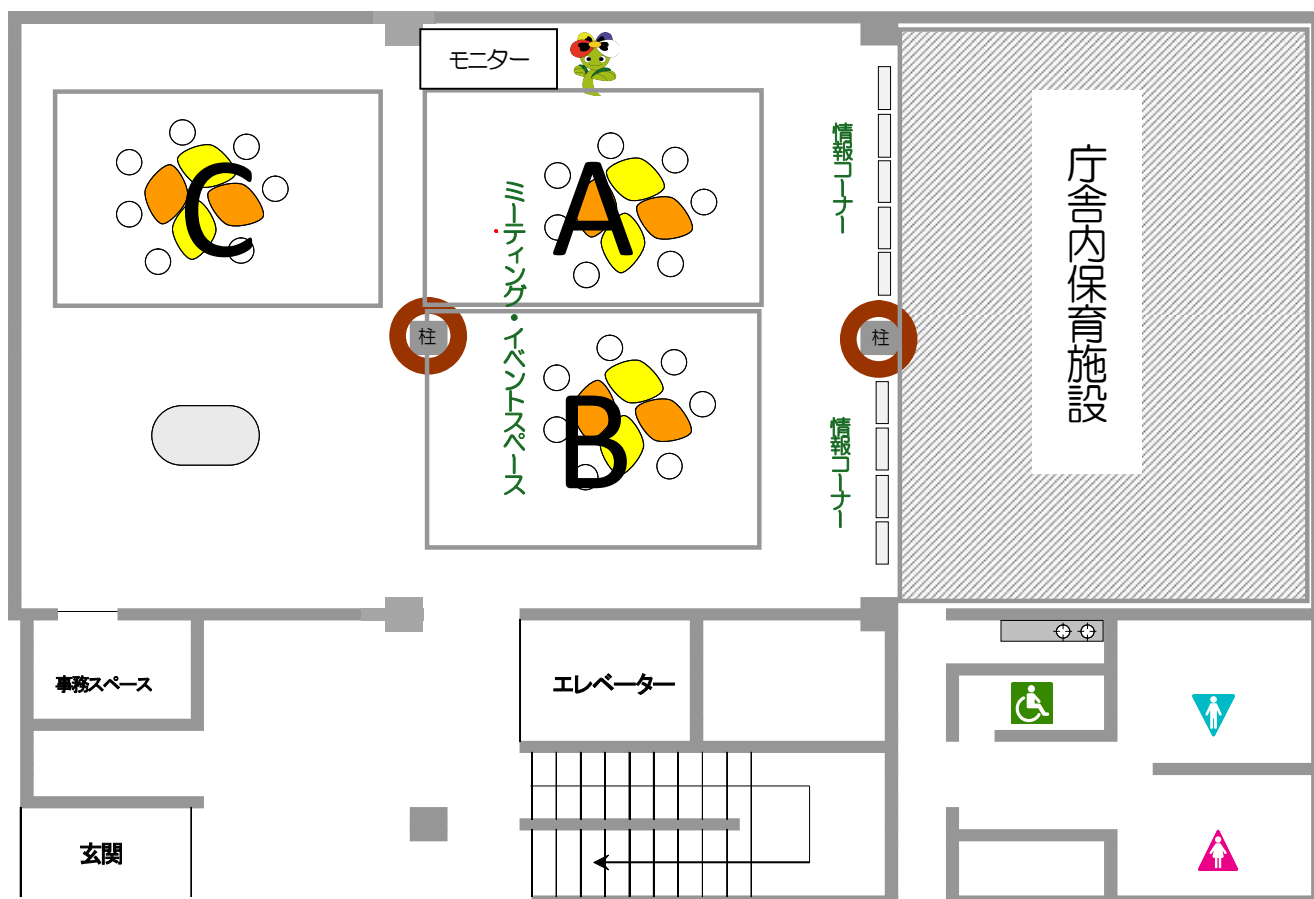 モニター
C
A
B
ミーティング・イベントスペース
情報コーナー
情報コーナー
柱
柱
庁舎内保育施設
事務スペース
エレベーター
玄関